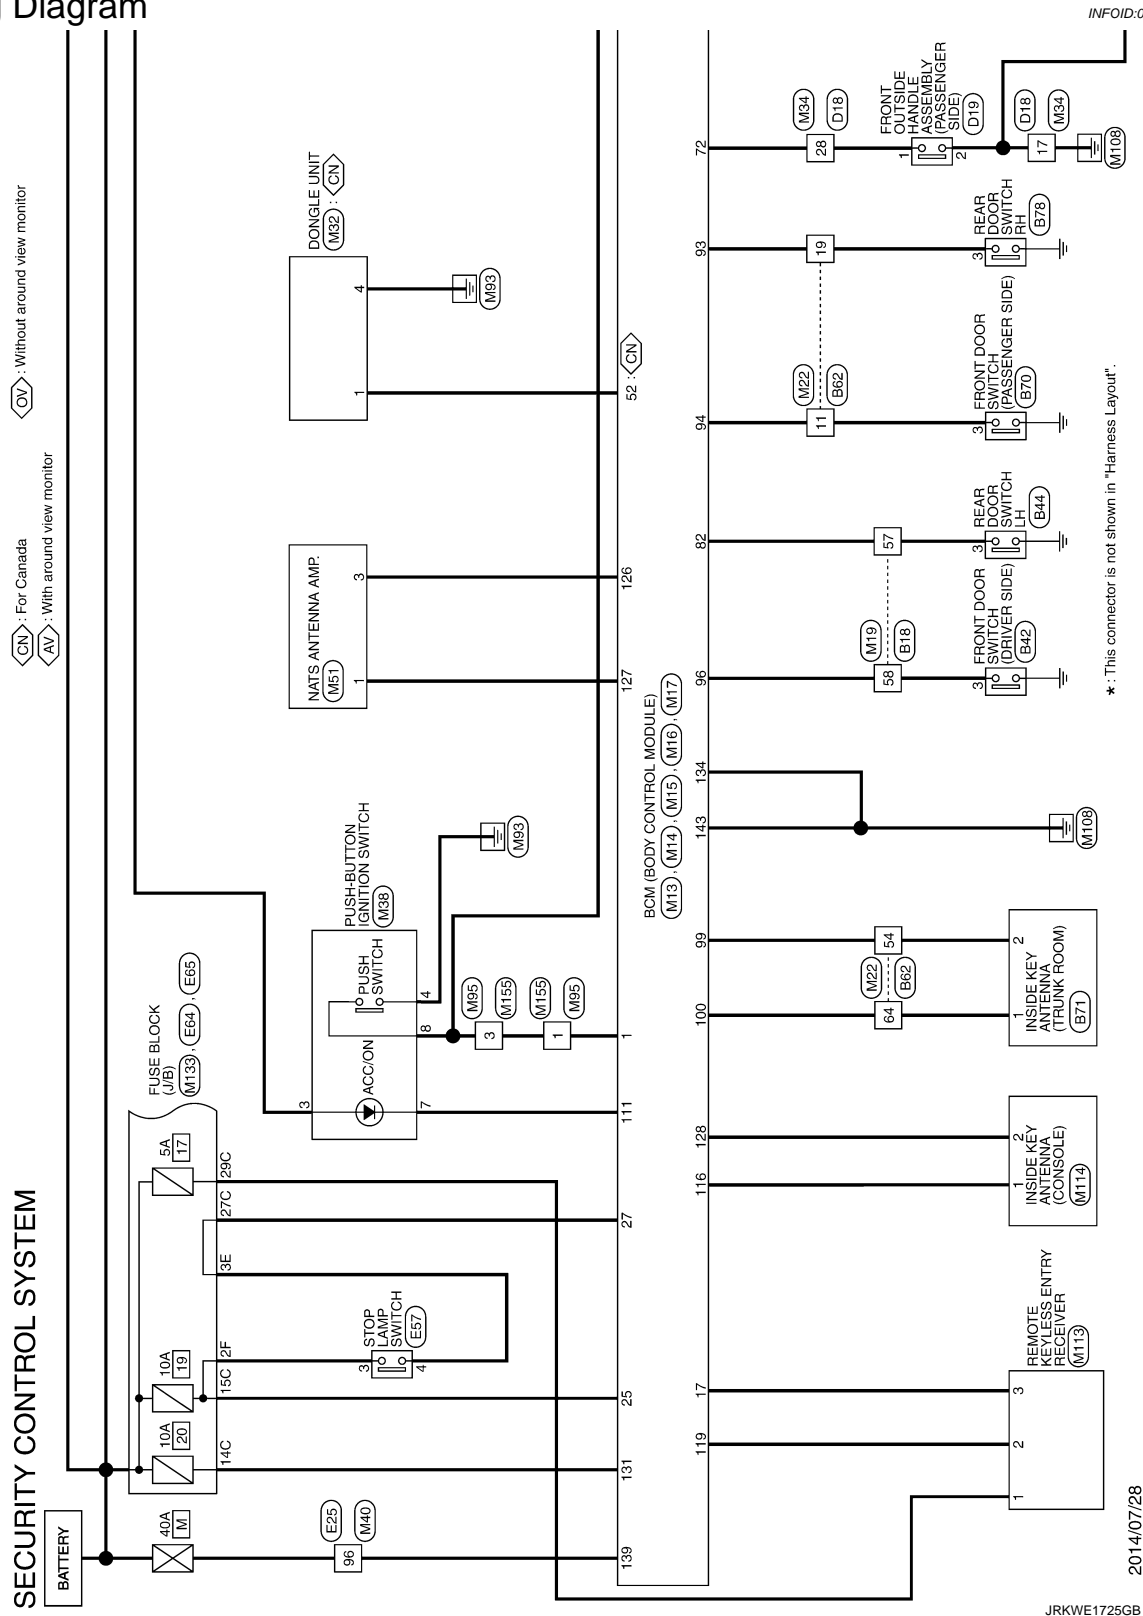 Diagram
INFOID:0
SECURITY CONTROL SYSTEM
CN : For Canada
AV : With around view monitor
OV : Without around view monitor
BATTERY
40A
M
E25
M40
96
139
10A
20
14C
131
10A
19
15C
25
2F
3
STOP
LAMP
SWITCH
E57
4
3E
27C
27
5A
17
29C
FUSE BLOCK
(J/B)
M133 , E64 , E65
3
PUSH-BUTTON
IGNITION SWITCH
M38
ACC/ON
PUSH
SWITCH
7
8
4
111
3
M95
M155
1
M155
M95
1
M93
NATS ANTENNA AMP.
M51
1
3
127
126
DONGLE UNIT
M32 : CN
1
4
M93
52 : CN
BCM (BODY CONTROL MODULE)
M13 , M14 , M15 , M16 , M17
119
17
1
2
3
REMOTE
KEYLESS ENTRY
RECEIVER
M113
116
128
1
2
INSIDE KEY
ANTENNA
(CONSOLE)
M114
100
99
64
54
M22
B62
1
2
INSIDE KEY
ANTENNA
(TRUNK ROOM)
B71
143
134
M108
96
58
M19
B18
3
FRONT DOOR
SWITCH
(DRIVER SIDE)
B42
82
57
3
REAR
DOOR
SWITCH
LH
B44
94
11
M22
B62
3
FRONT DOOR
SWITCH
(PASSENGER SIDE)
B70
93
19
3
REAR
DOOR
SWITCH
RH
B78
72
28
M34
D18
1
2
FRONT
OUTSIDE
HANDLE
ASSEMBLY
(PASSENGER
SIDE)
D19
17
D18
M34
M108
* : This connector is not shown in "Harness Layout".
2014/07/28
JRKWE1725GB